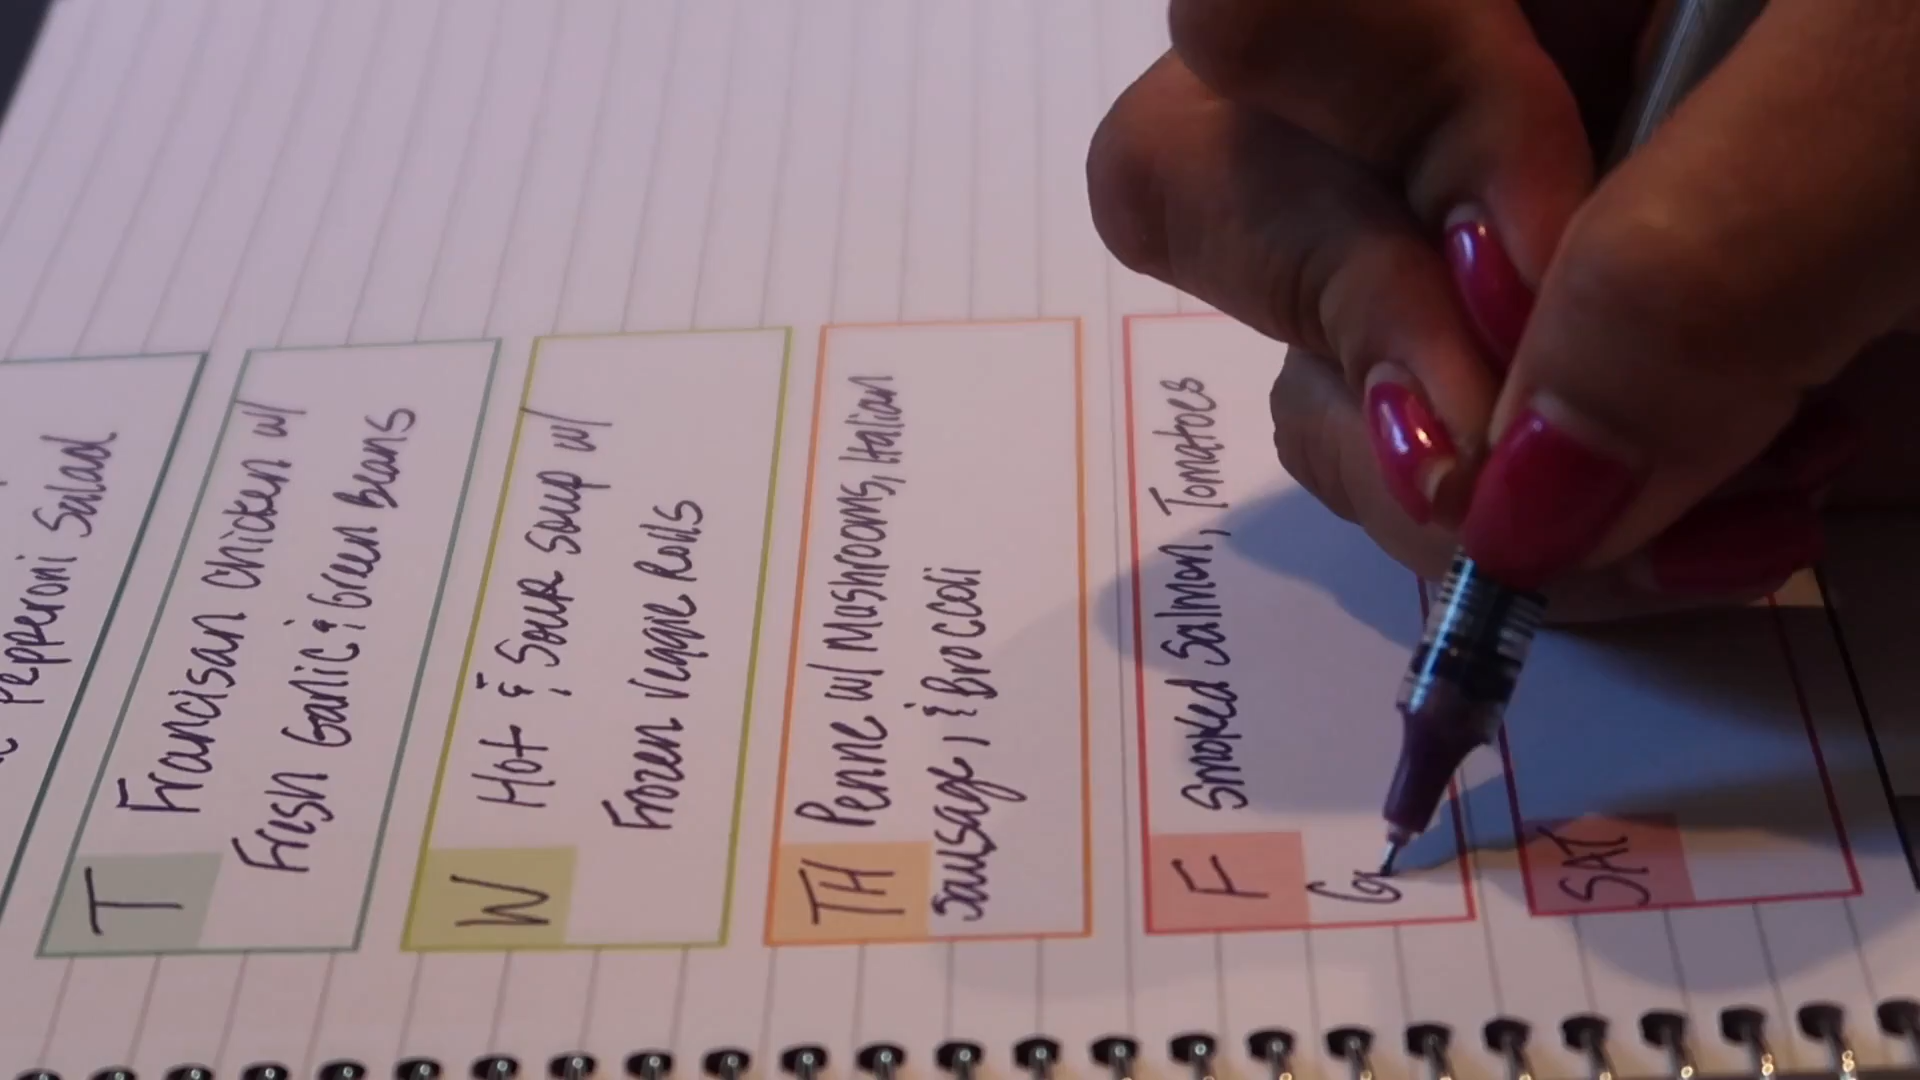 Pepperoni Salad
T
Franciscan Chicken w/
Fresh Garlic & Green Beans
W
Hot & Sour Soup w/
Frozen Veggie Rolls
TH
Penne w/ Mushrooms, Italian
Sausage, & Broccoli
F
Smoked Salmon, Tomatoes
SAT